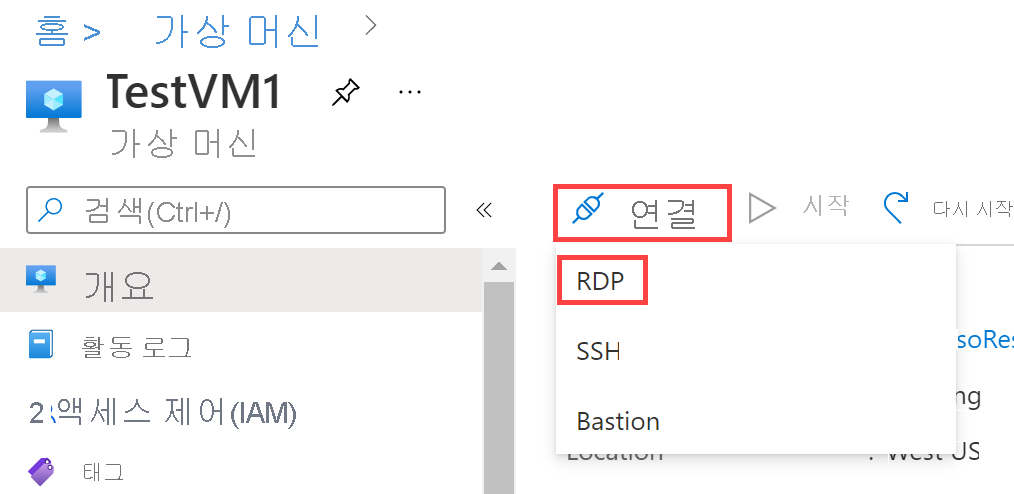 홈 > 가상 머신 >
TestVM1 ...
가상 머신
검색(Ctrl+/) «
연결 시작 다시 시작
개요
활동 로그
액세스 제어(IAM)
태그
RDP
SSH
Bastion
soRes
ng
Location : West US